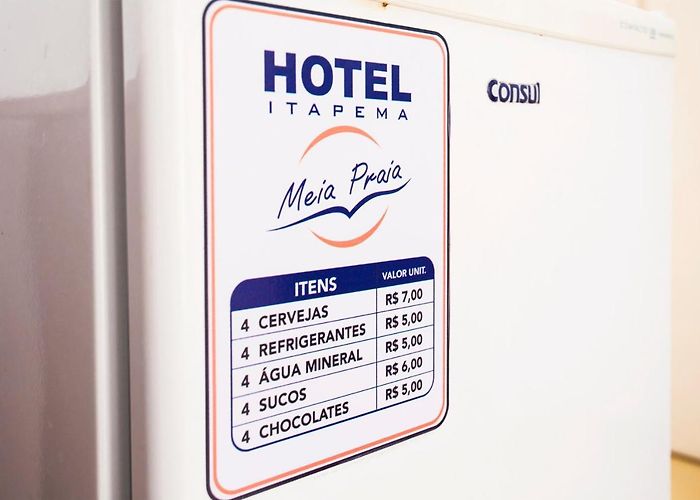 HOTEL
ITAPEMA
Meia Praia
ITENS VALOR UNIT.
4 CERVEJAS R$ 7,00
4 REFRIGERANTES R$ 5,00
4 ÁGUA MINERAL R$ 5,00
4 SUCOS R$ 6,00
4 CHOCOLATES R$ 5,00
Consul